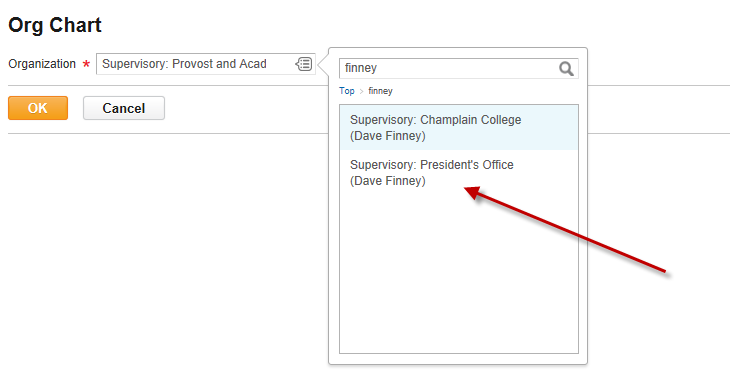 Org Chart
Organization * Supervisory: Provost and Acad
OK Cancel
finney
Top > finney
Supervisory: Champlain College
(Dave Finney)
Supervisory: President's Office
(Dave Finney)